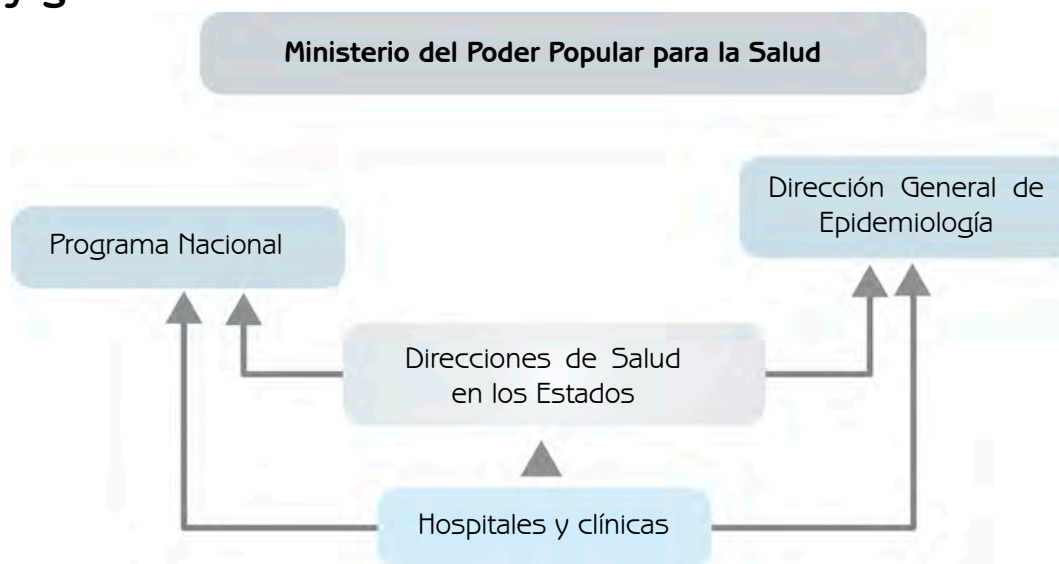 Ministerio del Poder Popular para la Salud
Dirección General de
Epidemiología
Programa Nacional
Direcciones de Salud
en los Estados
Hospitales y clínicas